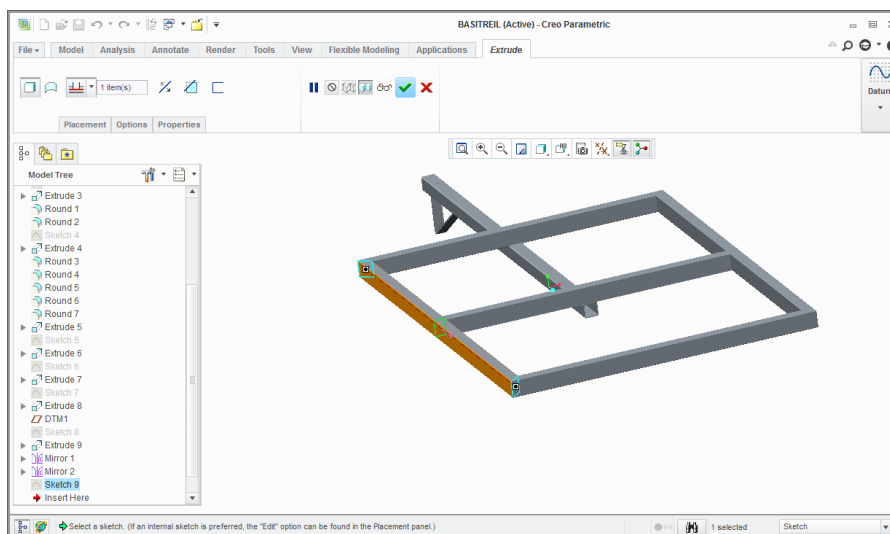 BASITREIL (Active) - Creo Parametric
File Model Analysis Annotate Render Tools View Flexible Modeling Applications Extrude
1 item(s)
Datum
Placement Options Properties
Model Tree
Extrude 3
Round 1
Round 2
Sketch 4
Extrude 4
Round 3
Round 4
Round 5
Round 6
Round 7
Extrude 5
Sketch 5
Extrude 6
Sketch 6
Extrude 7
Sketch 7
Extrude 8
DTM1
Sketch 8
Extrude 9
Mirror 1
Mirror 2
Sketch 9
Insert Here
Select a sketch. (If an internal sketch is preferred, the "Edit" option can be found in the Placement panel.)
1 selected
Sketch